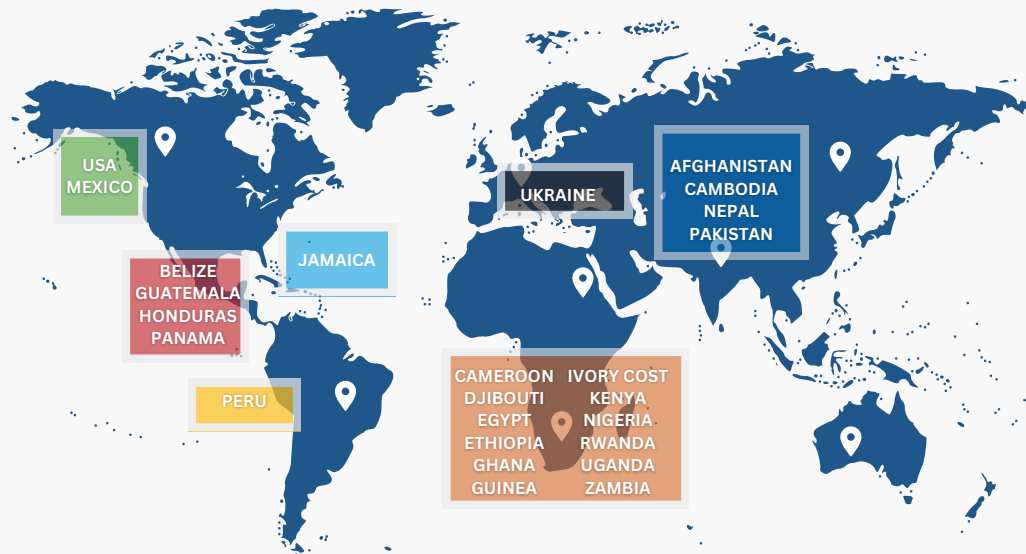 USA
MEXICO
BELIZE
GUATEMALA
HONDURAS
PANAMA
JAMAICA
PERU
UKRAINE
AFGHANISTAN
CAMBODIA
NEPAL
PAKISTAN
CAMEROON IVORY COST
DJIBOUTI KENYA
EGYPT NIGERIA
ETHIOPIA RWANDA
GHANA UGANDA
GUINEA ZAMBIA